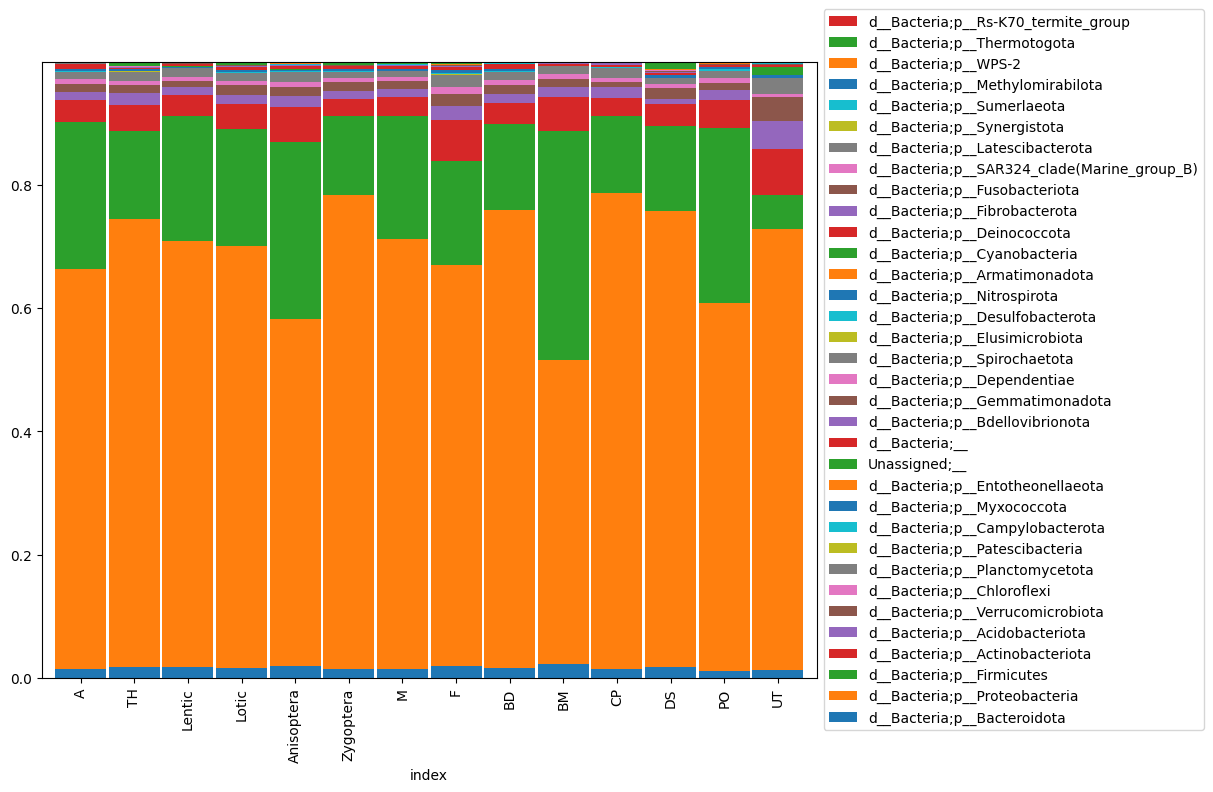 0.8
0.6
0.4
0.2
0.0
A
TH
Lentic
Lotic
Anisoptera
Zygoptera
M
F
BD
BM
CP
DS
PO
UT
index
d__Bacteria;p__Rs-K70_termite_group
d__Bacteria;p__Thermotogota
d__Bacteria;p__WPS-2
d__Bacteria;p__Methylomirabilota
d__Bacteria;p__Sumerlaeota
d__Bacteria;p__Synergistota
d__Bacteria;p__Latescibacterota
d__Bacteria;p__SAR324_clade(Marine_group_B)
d__Bacteria;p__Fusobacteriota
d__Bacteria;p__Fibrobacterota
d__Bacteria;p__Deinococcota
d__Bacteria;p__Cyanobacteria
d__Bacteria;p__Armatimonadota
d__Bacteria;p__Nitrospirota
d__Bacteria;p__Desulfobacterota
d__Bacteria;p__Elusimicrobiota
d__Bacteria;p__Spirochaetota
d__Bacteria;p__Dependentiae
d__Bacteria;p__Gemmatimonadota
d__Bacteria;p__Bdellovibrionota
d__Bacteria;__
Unassigned;__
d__Bacteria;p__Entotheonellaeota
d__Bacteria;p__Myxococcota
d__Bacteria;p__Campylobacterota
d__Bacteria;p__Patescibacteria
d__Bacteria;p__Planctomycetota
d__Bacteria;p__Chloroflexi
d__Bacteria;p__Verrucomicrobiota
d__Bacteria;p__Acidobacteriota
d__Bacteria;p__Actinobacteriota
d__Bacteria;p__Firmicutes
d__Bacteria;p__Proteobacteria
d__Bacteria;p__Bacteroidota